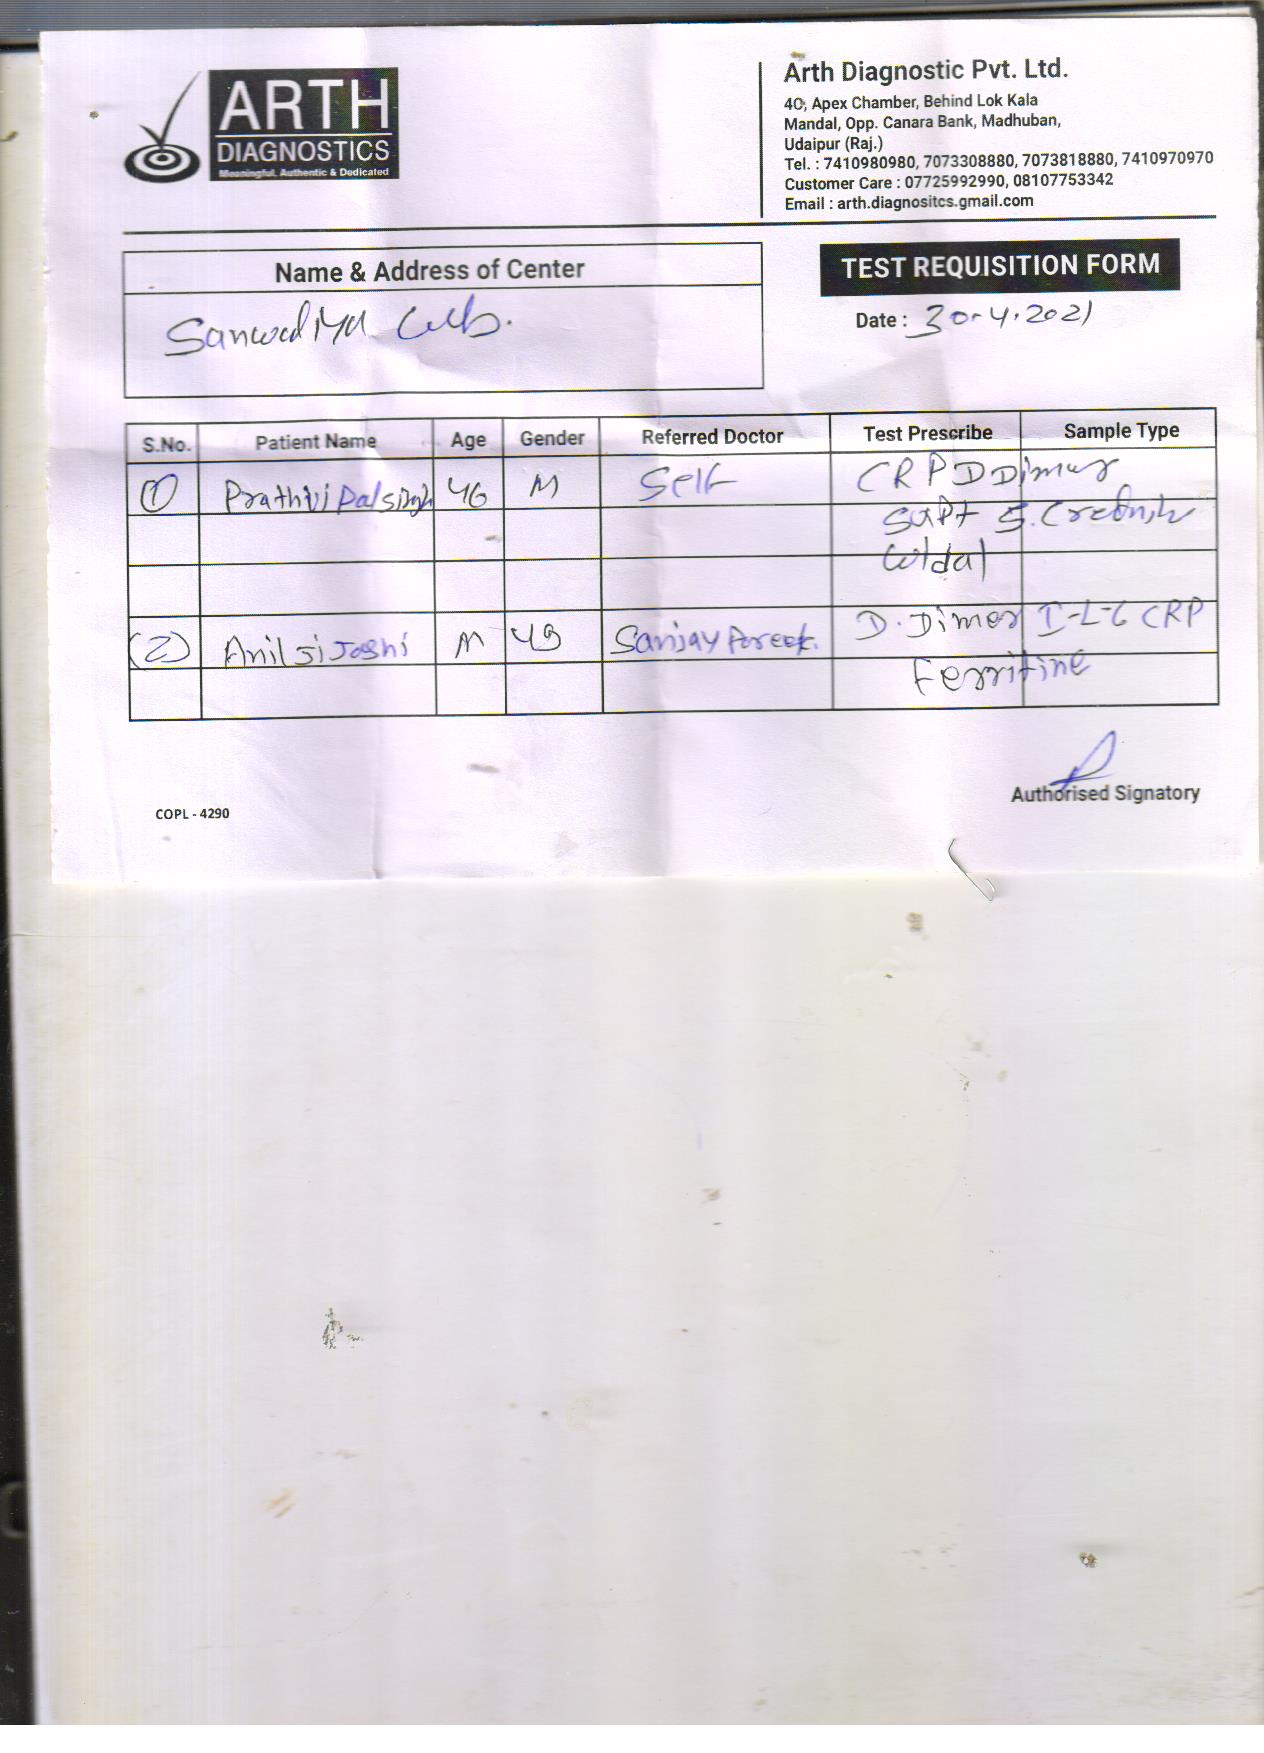 ARTH
DIAGNOSTICS
Meaningful, Authentic & Dedicated
Arth Diagnostic Pvt. Ltd.
4C, Apex Chamber, Behind Lok Kala
Mandal, Opp. Canara Bank, Madhuban,
Udaipur (Raj.)
Tel. : 7410980980, 7073308880, 7073818880, 7410970970
Customer Care : 07725992990, 08107753342
Email : arth.diagnositcs.gmail.com
Name & Address of Center
TEST REQUISITION FORM
Date : 30-4.2021
S.No. Patient Name Age Gender Referred Doctor Test Prescribe Sample Type
(1) Prathvi Palsingh 46 M Self CRP D Dimer
SGPT S.
Widal
(2) Anil Ji Joshi M 49 Sanjay D. Dimer I-L-6 CRP
Ferritine
Authorised Signatory
COPL - 4290